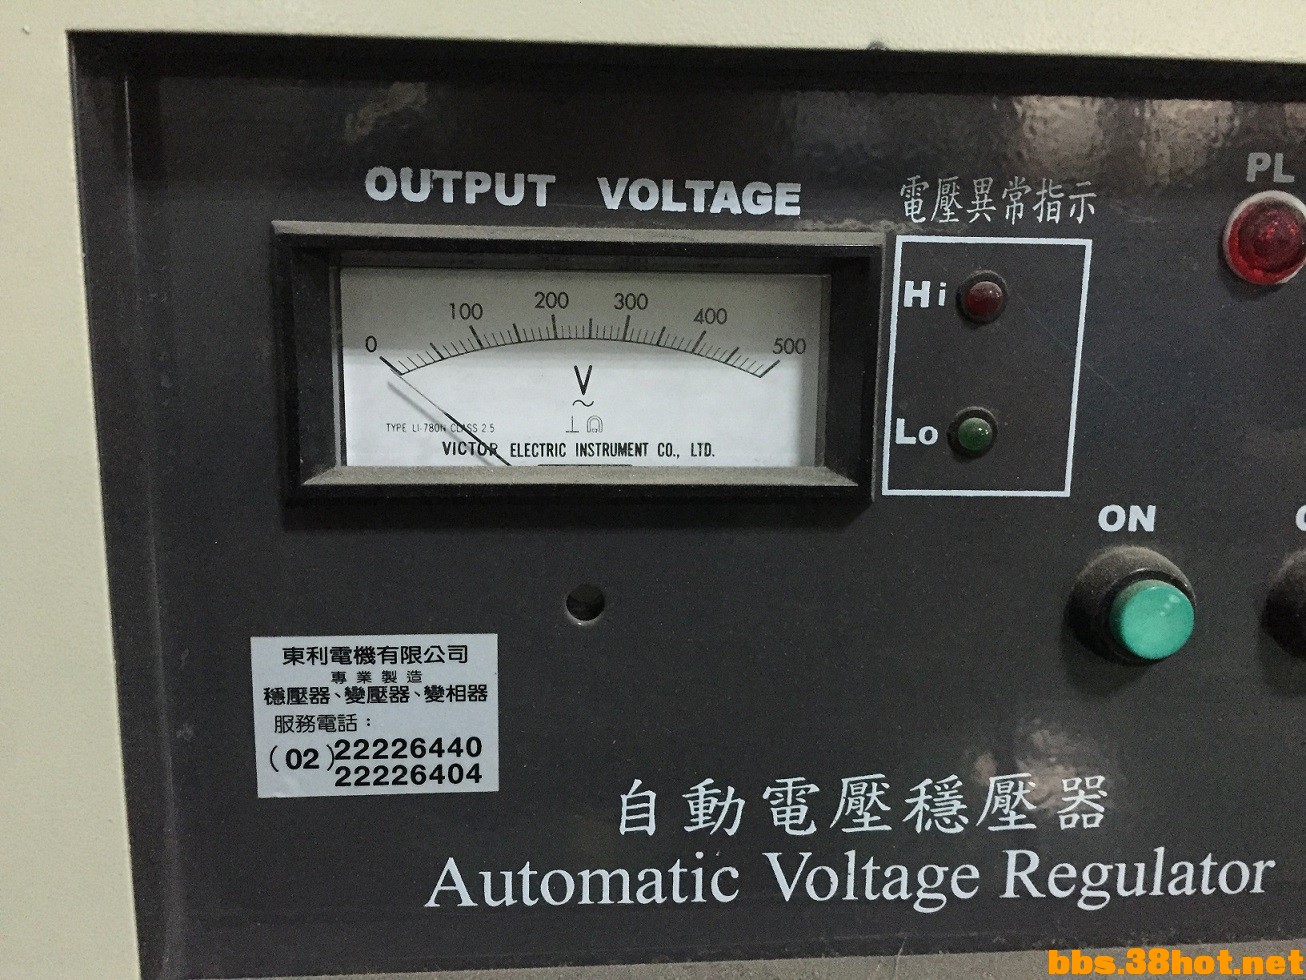 OUTPUT VOLTAGE
電壓異常指示
PL
Hi
Lo
0 100 200 300 400 500
V
TYPE LI-780N CLASS 2.5
VICTOR ELECTRIC INSTRUMENT CO., LTD.
ON
東利電機有限公司
專業製造
穩壓器、變壓器、變相器
服務電話：
(02) 22226440
22226404
自動電壓穩壓器
Automatic Voltage Regulator
bbs.38hot.net